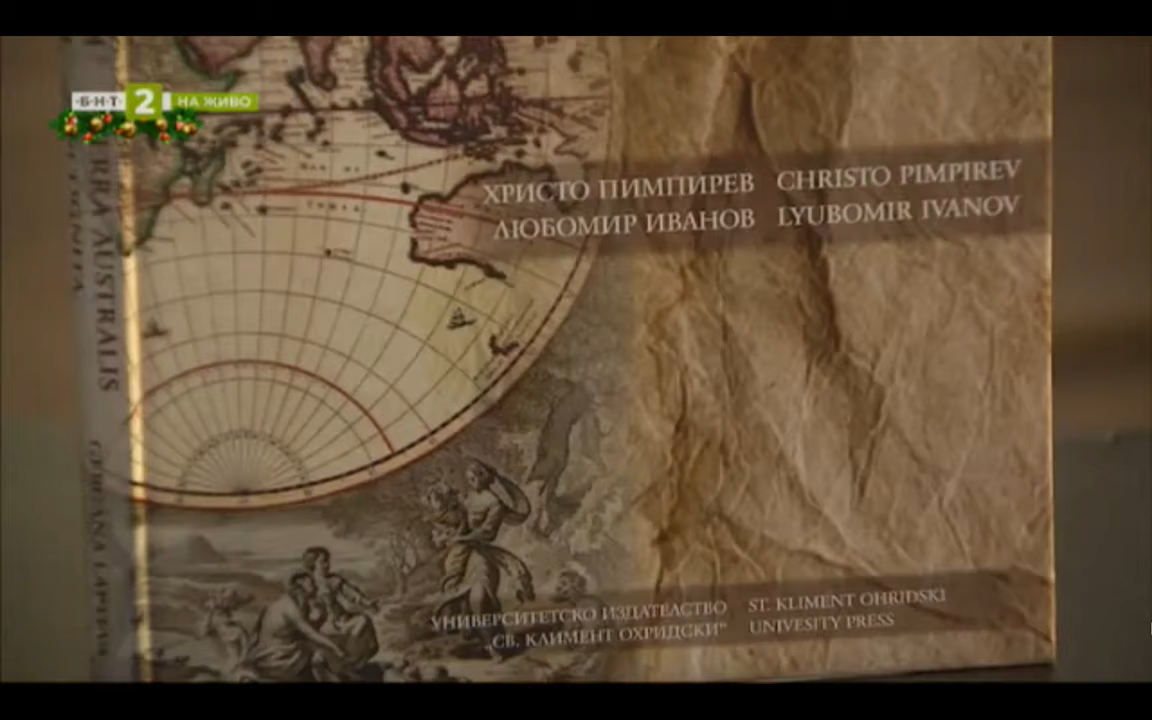 ·Б·Н·Т· 2 НА ЖИВО
ХРИСТО ПИМПИРЕВ CHRISTO PIMPIREV
ЛЮБОМИР ИВАНОВ LYUBOMIR IVANOV
AUSTRALIS
УНИВЕРСИТЕТСКО ИЗДАТЕЛСТВО ST. KLIMENT OHRIDSKI
„СВ. КЛИМЕНТ ОХРИДСКИ“ UNIVESITY PRESS